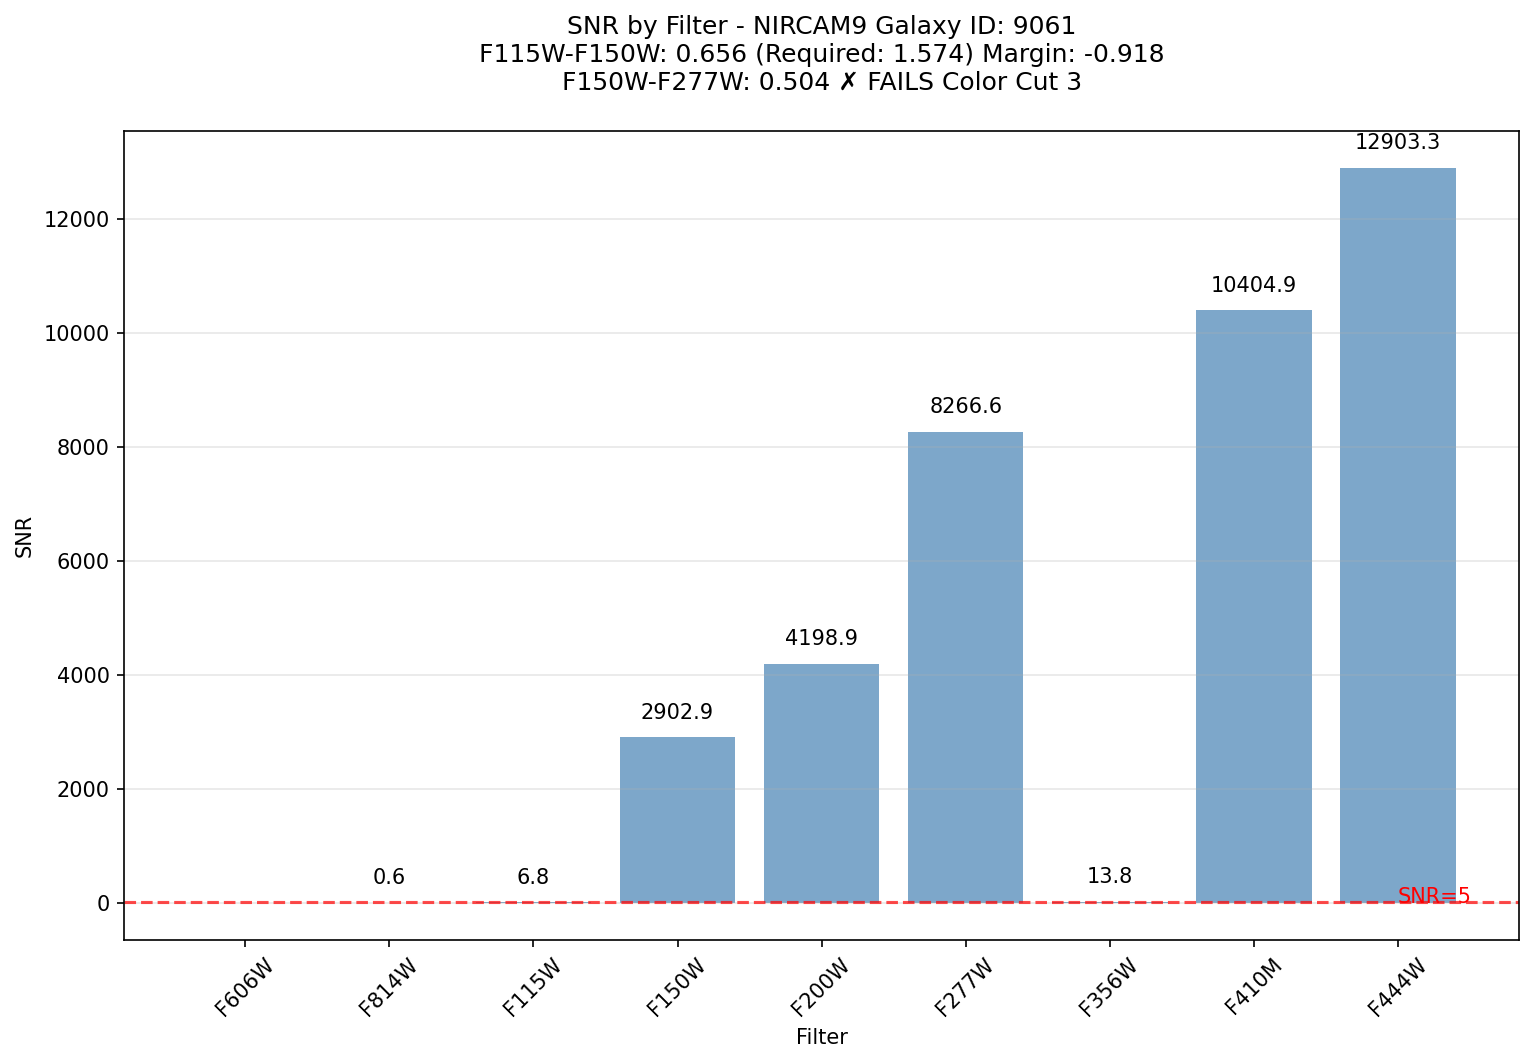 SNR by Filter - NIRCAM9 Galaxy ID: 9061
F115W-F150W: 0.656 (Required: 1.574) Margin: -0.918
F150W-F277W: 0.504 ✗ FAILS Color Cut 3
12903.3
12000
10404.9
10000
8266.6
8000
SNR
6000
4198.9
4000
2902.9
2000
0.6
6.8
13.8
SNR=5
0
F606W
F814W
F115W
F150W
F200W
F277W
F356W
F410M
F444W
Filter